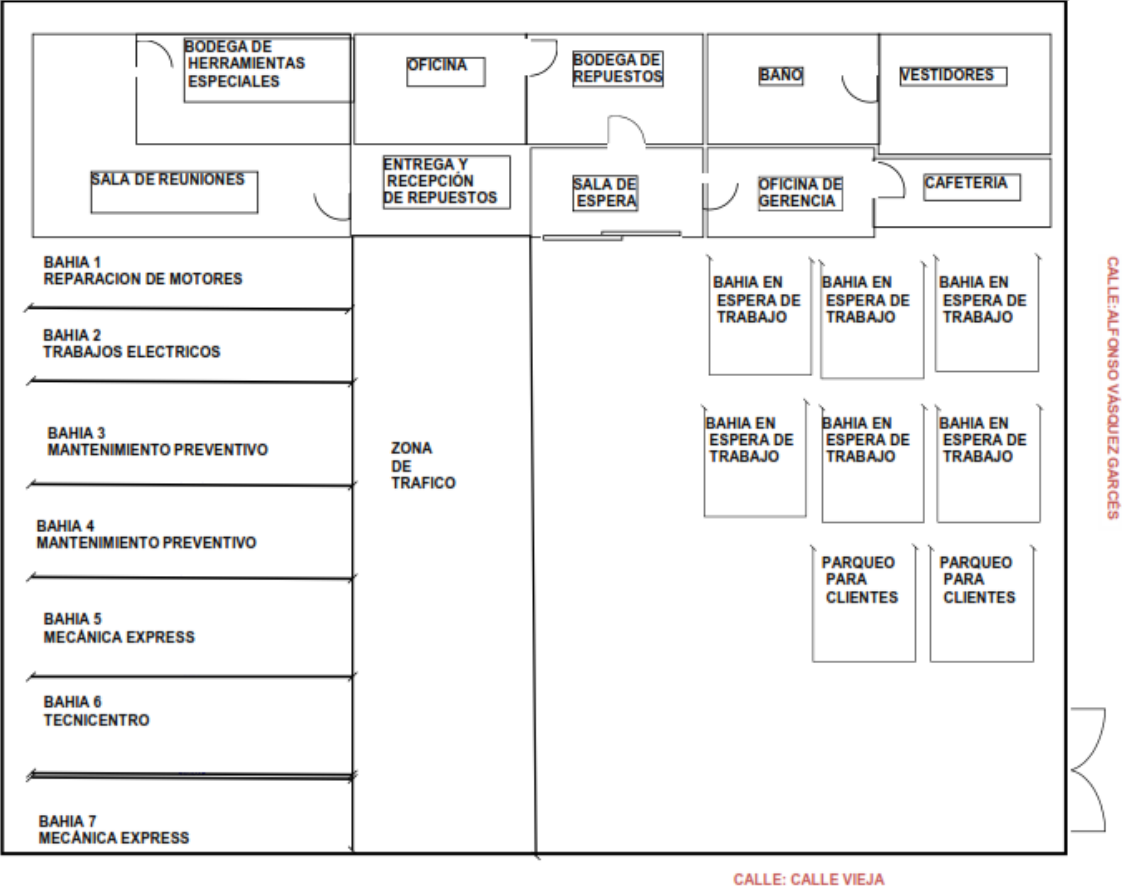 BODEGA DE
HERRAMIENTAS
ESPECIALES
OFICINA
BODEGA DE
REPUESTOS
BAÑO
VESTIDORES
SALA DE REUNIONES
ENTREGA Y
RECEPCIÓN
DE REPUESTOS
SALA DE
ESPERA
OFICINA DE
GERENCIA
CAFETERIA
BAHIA 1
REPARACION DE MOTORES
BAHIA 2
TRABAJOS ELECTRICOS
BAHIA 3
MANTENIMIENTO PREVENTIVO
BAHIA 4
MANTENIMIENTO PREVENTIVO
BAHIA 5
MECÀNICA EXPRESS
BAHIA 6
TECNICENTRO
BAHIA 7
MECÀNICA EXPRESS
ZONA
DE
TRAFICO
BAHIA EN
ESPERA DE
TRABAJO
BAHIA EN
ESPERA DE
TRABAJO
BAHIA EN
ESPERA DE
TRABAJO
BAHIA EN
ESPERA DE
TRABAJO
BAHIA EN
ESPERA DE
TRABAJO
BAHIA EN
ESPERA DE
TRABAJO
PARQUEO
PARA
CLIENTES
PARQUEO
PARA
CLIENTES
CALLE:ALFONSO VÁSQUEZ GARCÉS
CALLE: CALLE VIEJA